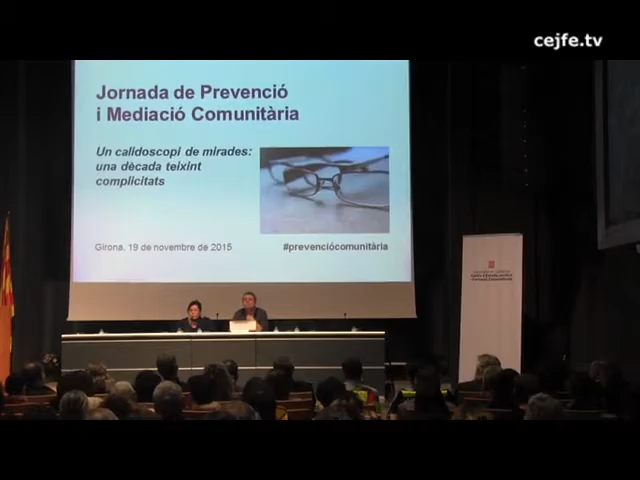 cejfe.tv
Jornada de Prevenció
i Mediació Comunitària
Un calidoscopi de mirades:
una dècada teixint
complicitats
Girona, 19 de novembre de 2015
#prevenciócomunitària